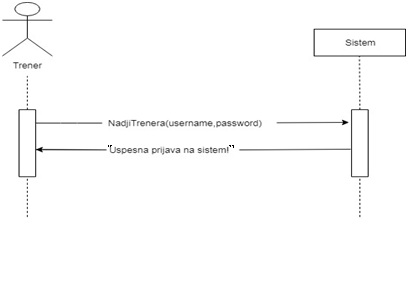 Sistem
Trener
NadjiTrenera(username,password)
"Uspesna prijava na sistem!"